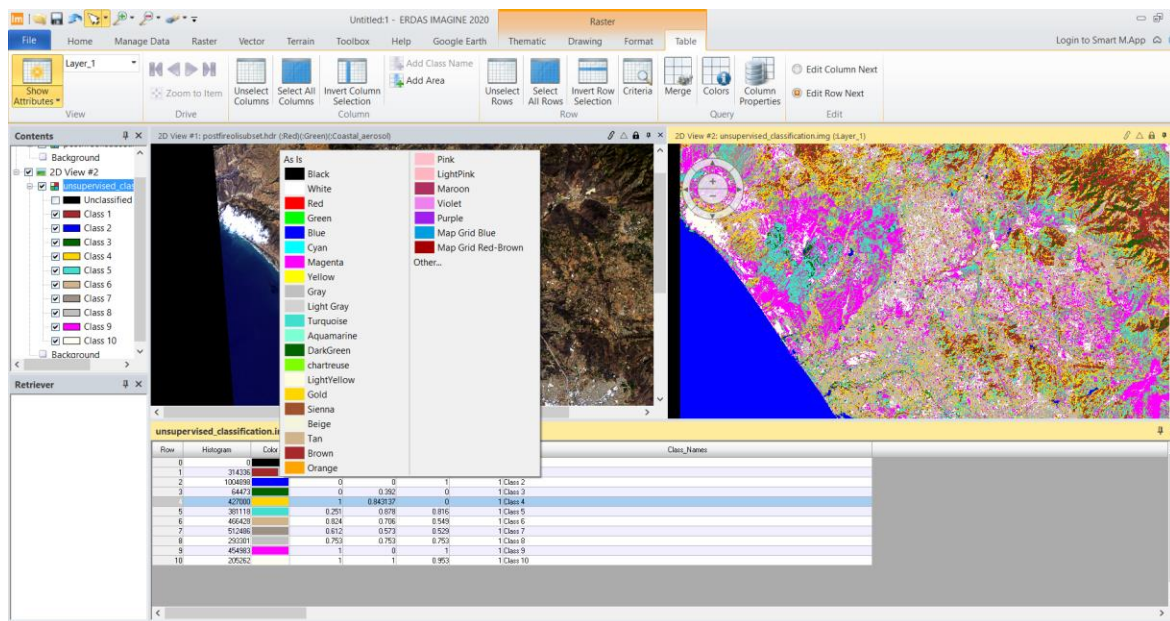 Untitled:1 - ERDAS IMAGINE 2020
Raster
File Home Manage Data Raster Vector Terrain Toolbox Help Google Earth Thematic Drawing Format Table
Login to Smart M.App
Show Attributes
Layer_1
View
Zoom to Item
Drive
Unselect Columns
Select All Columns
Invert Column Selection
Add Class Name
Add Area
Column
Unselect Rows
Select All Rows
Invert Row Selection
Criteria
Row
Merge
Colors
Column Properties
Query
Edit Column Next
Edit Row Next
Edit
Contents
Background
2D View #2
unsupervised_clas
Unclassified
Class 1
Class 2
Class 3
Class 4
Class 5
Class 6
Class 7
Class 8
Class 9
Class 10
Background
Retriever
2D View #1: postfireolisubset.hdr (:Red)(:Green)(:Coastal_aerosol)
As Is
Black
White
Red
Green
Blue
Cyan
Magenta
Yellow
Gray
Light Gray
Turquoise
Aquamarine
DarkGreen
chartreuse
LightYellow
Gold
Sienna
Beige
Tan
Brown
Orange
Pink
LightPink
Maroon
Violet
Purple
Map Grid Blue
Map Grid Red-Brown
Other...
2D View #2: unsupervised_classification.img (:Layer_1)
unsupervised_classification.i
Row Histogram Color Class_Names
0 0
1 314336
2 1004898 0 0 1 1 Class 2
3 64473 0 0.392 0 1 Class 3
4 427000 1 0.843137 0 1 Class 4
5 381118 0.251 0.878 0.816 1 Class 5
6 466428 0.824 0.706 0.549 1 Class 6
7 512486 0.612 0.573 0.529 1 Class 7
8 293301 0.753 0.753 0.753 1 Class 8
9 454983 1 0 1 1 Class 9
10 205262 1 1 0.953 1 Class 10